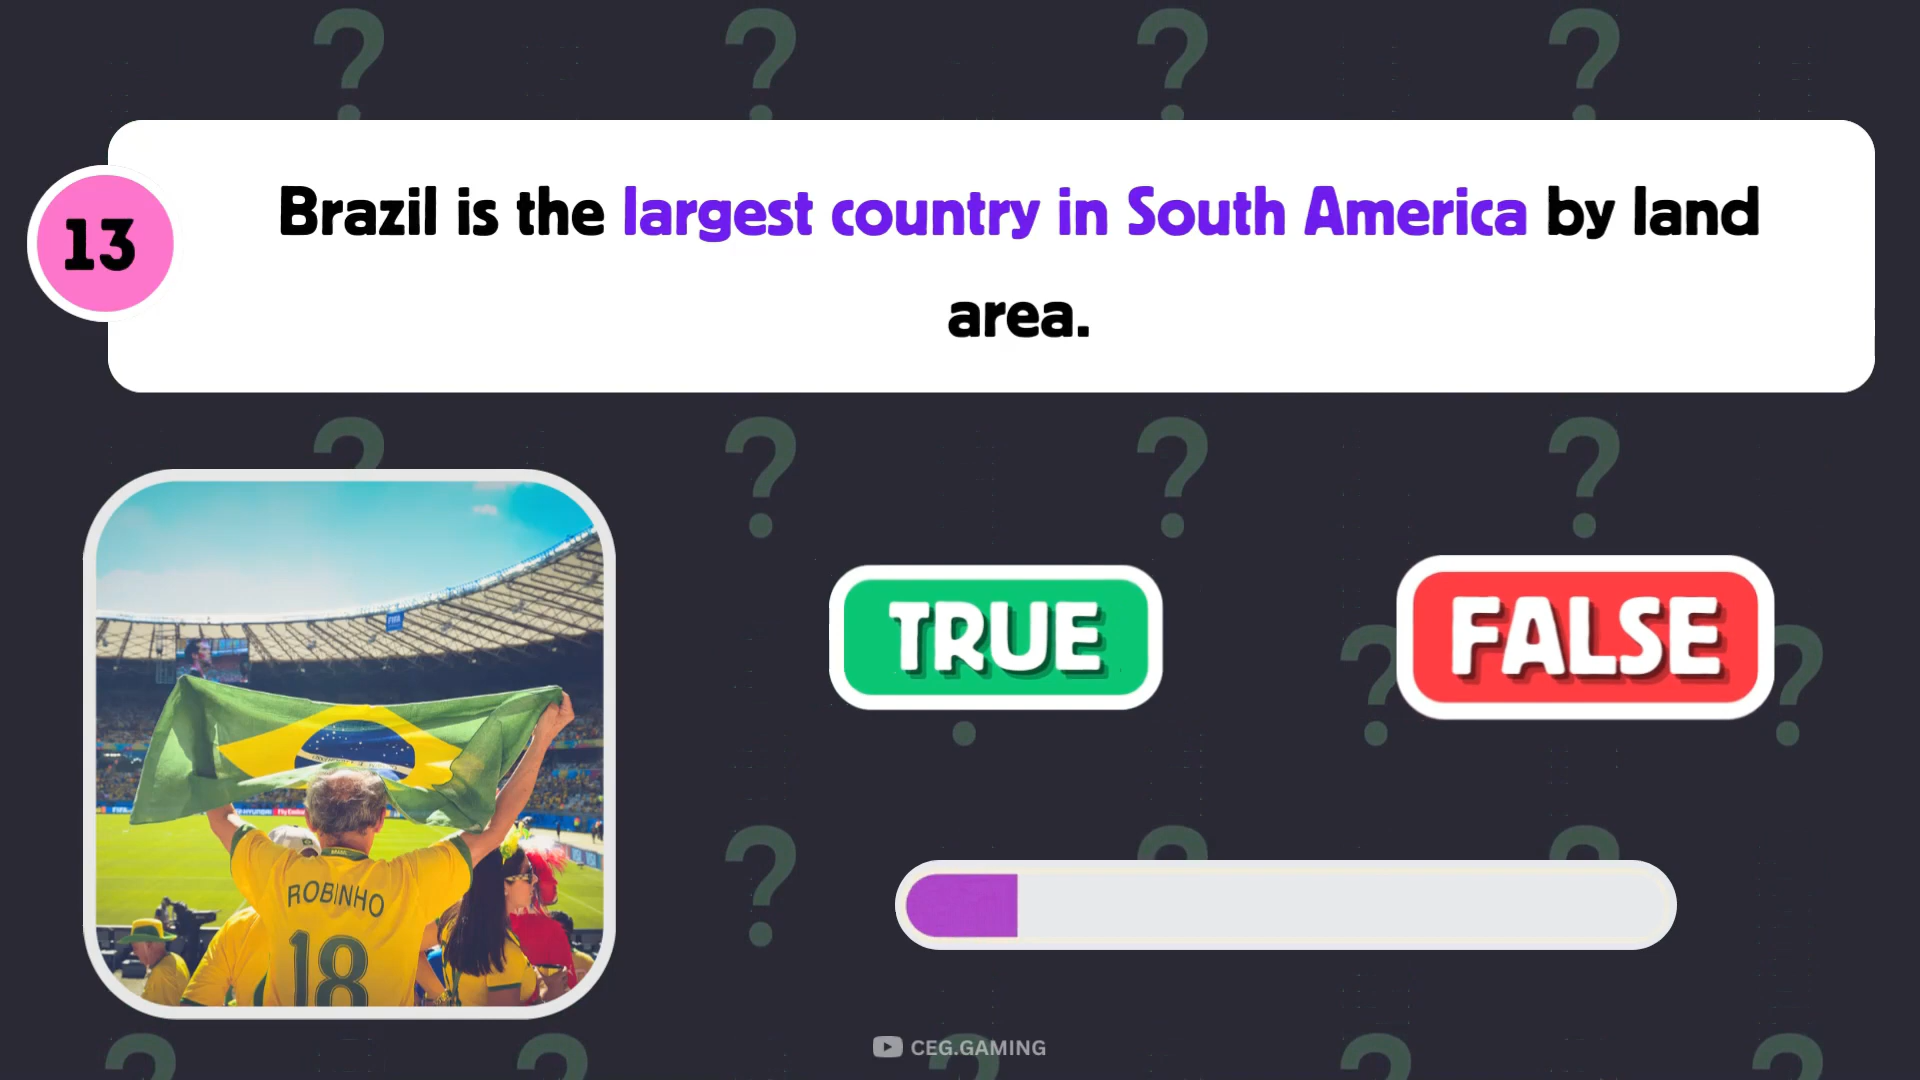 13
Brazil is the largest country in South America by land
area.
TRUE
FALSE
ROBINHO
18
CEG.GAMING